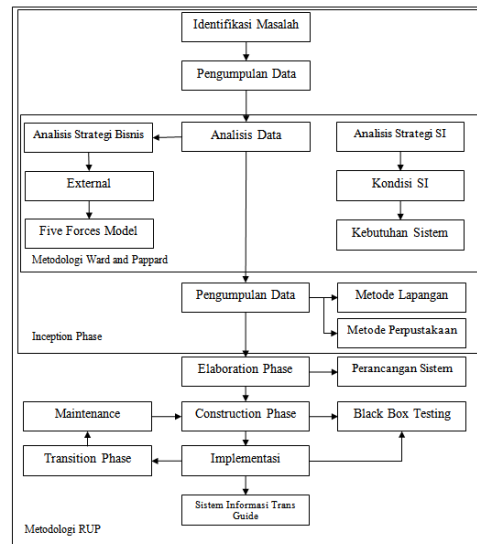 Identifikasi Masalah
Pengumpulan Data
Analisis Strategi Bisnis
Analisis Data
Analisis Strategi SI
External
Kondisi SI
Five Forces Model
Kebutuhan Sistem
Metodologi Ward and Pappard
Pengumpulan Data
Metode Lapangan
Metode Perpustakaan
Inception Phase
Elaboration Phase
Perancangan Sistem
Maintenance
Construction Phase
Black Box Testing
Transition Phase
Implementasi
Sistem Informasi Trans
Guide
Metodologi RUP